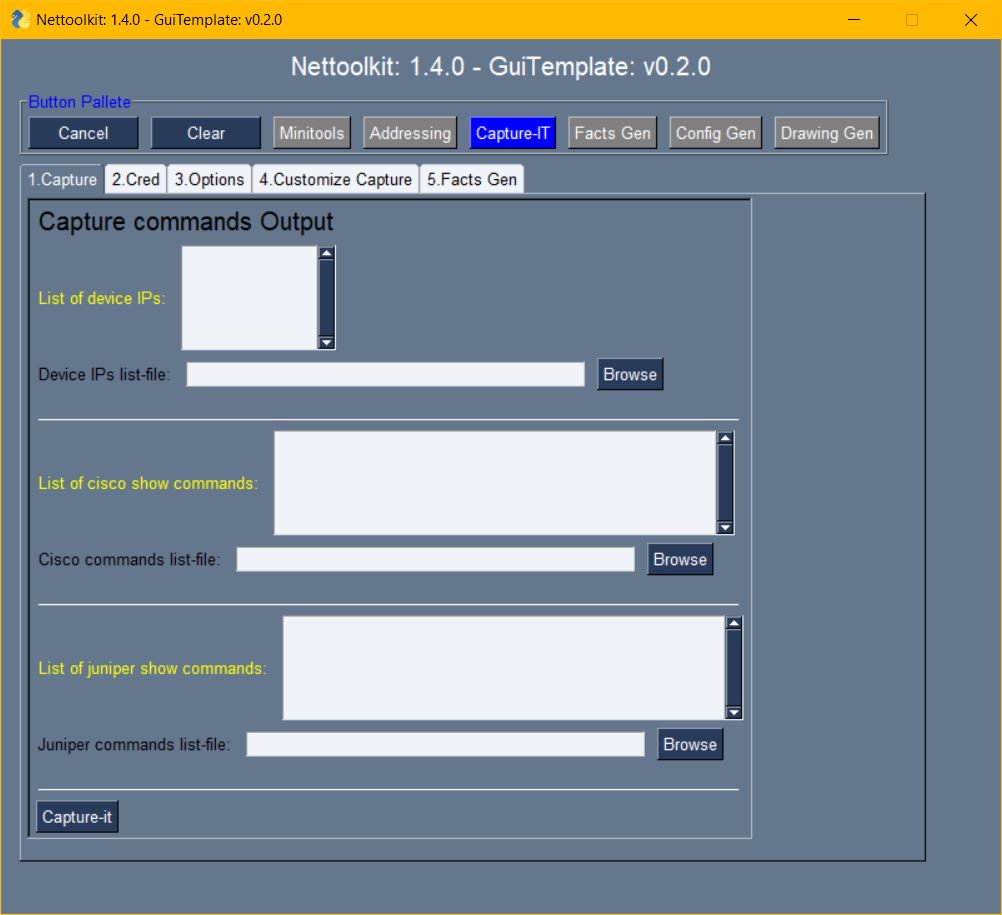 Nettoolkit: 1.4.0 - GuiTemplate: v0.2.0
Nettoolkit: 1.4.0 - GuiTemplate: v0.2.0
Button Pallete
Cancel Clear Minitools Addressing Capture-IT Facts Gen Config Gen Drawing Gen
1.Capture 2.Cred 3.Options 4.Customize Capture 5.Facts Gen
Capture commands Output
List of device IPs:
Device IPs list-file: Browse
List of cisco show commands:
Cisco commands list-file: Browse
List of juniper show commands:
Juniper commands list-file: Browse
Capture-it